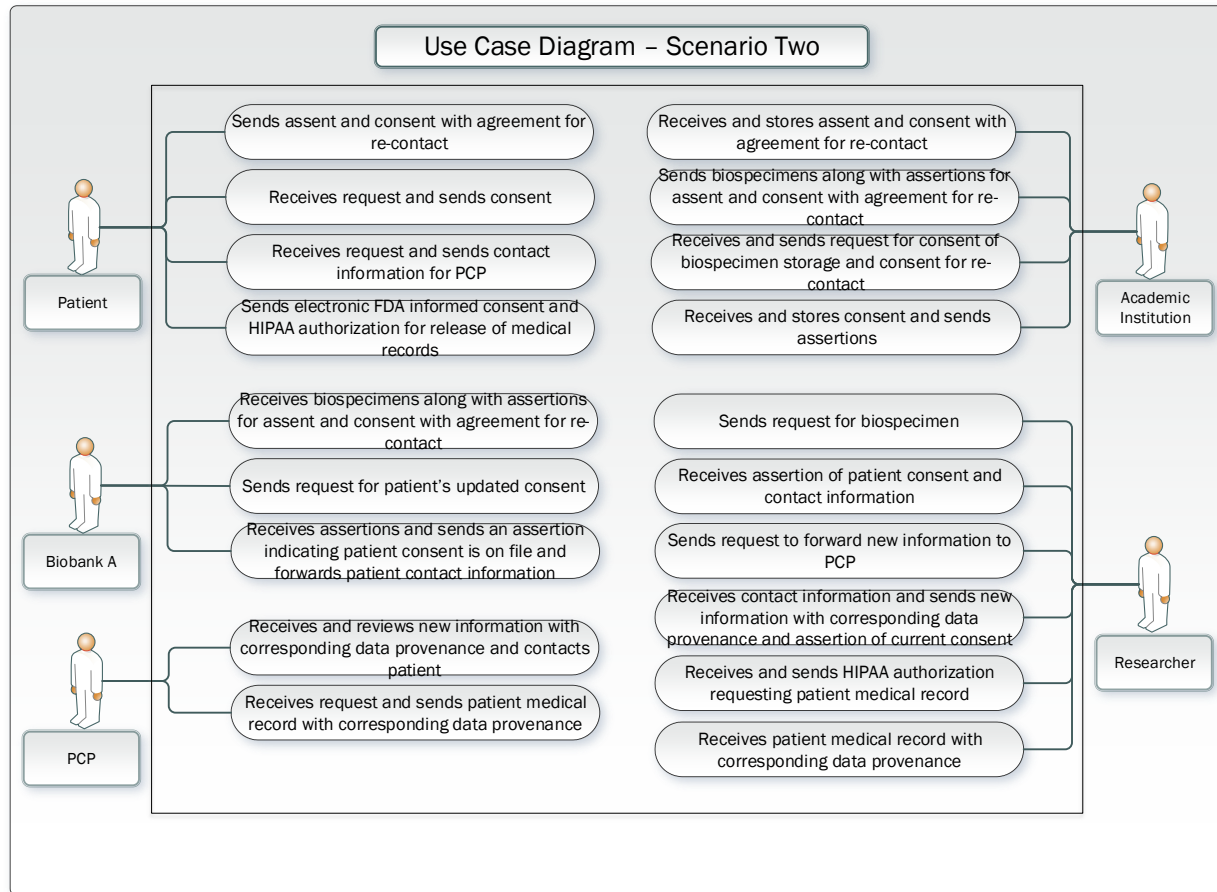 Use Case Diagram – Scenario Two
Sends assent and consent with agreement for
re-contact
Receives request and sends consent
Receives request and sends contact
information for PCP
Sends electronic FDA informed consent and
HIPAA authorization for release of medical
records
Patient
Receives and stores assent and consent with
agreement for re-contact
Sends biospecimens along with assertions for
assent and consent with agreement for re-
contact
Receives and sends request for consent of
biospecimen storage and consent for re-
contact
Receives and stores consent and sends
assertions
Academic
Institution
Receives biospecimens along with assertions
for assent and consent with agreement for re-
contact
Sends request for patient’s updated consent
Receives assertions and sends an assertion
indicating patient consent is on file and
forwards patient contact information
Biobank A
Receives and reviews new information with
corresponding data provenance and contacts
patient
Receives request and sends patient medical
record with corresponding data provenance
PCP
Sends request for biospecimen
Receives assertion of patient consent and
contact information
Sends request to forward new information to
PCP
Receives contact information and sends new
information with corresponding data
provenance and assertion of current consent
Receives and sends HIPAA authorization
requesting patient medical record
Receives patient medical record with
corresponding data provenance
Researcher